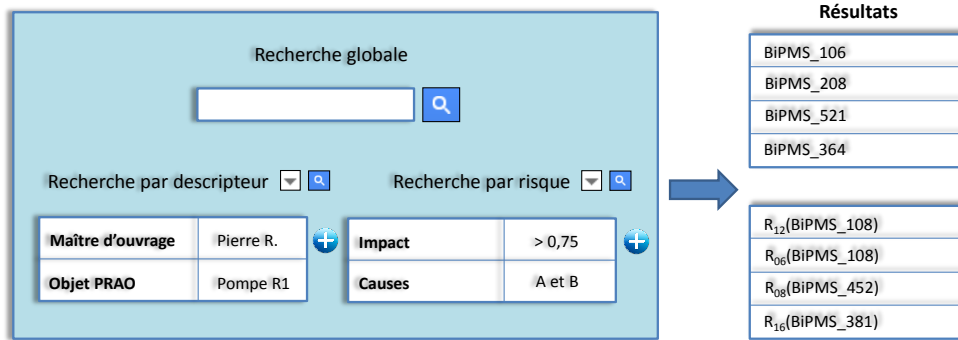 Recherche globale
Recherche par descripteur
Recherche par risque
Maître d'ouvrage Pierre R.
Objet PRAO Pompe R1
Impact > 0,75
Causes A et B
Résultats
BiPMS_106
BiPMS_208
BiPMS_521
BiPMS_364
R12(BiPMS_108)
R06(BiPMS_108)
R08(BiPMS_452)
R16(BiPMS_381)